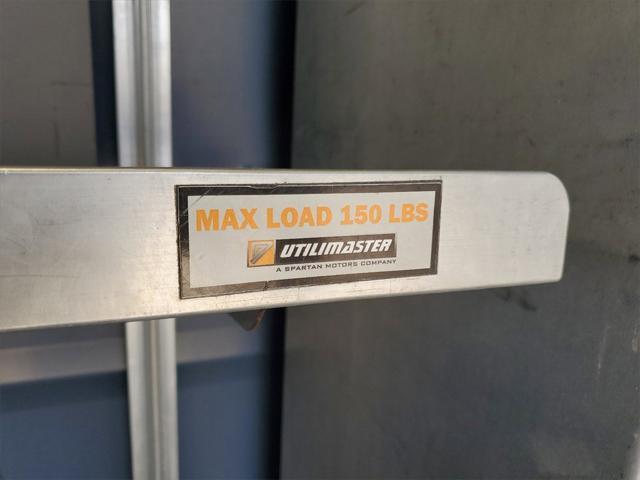 MAX LOAD 150 LBS
UTILIMASTER
A SPARTAN MOTORS COMPANY